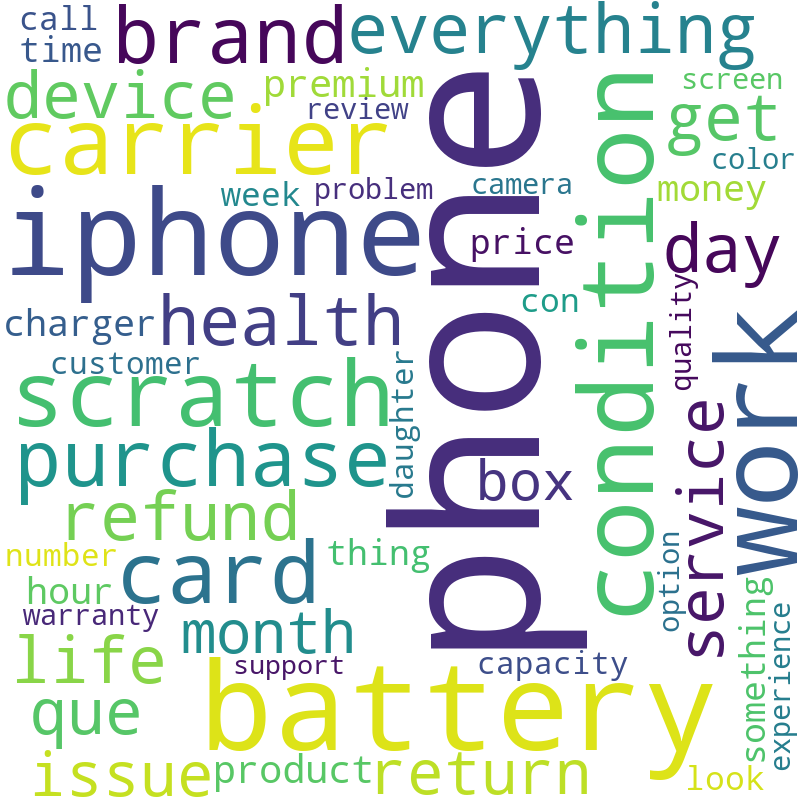 call
brand
everything
time
device
premium
review
screen
get
carrier
phone
condition
color
week
problem
camera
money
iphone
price
day
con
charger
health
quality
work
customer
scratch
daughter
purchase
box
service
refund
option
number
card
thing
hour
warranty
month
something
experience
life
support
capacity
que
battery
issue
product
return
look